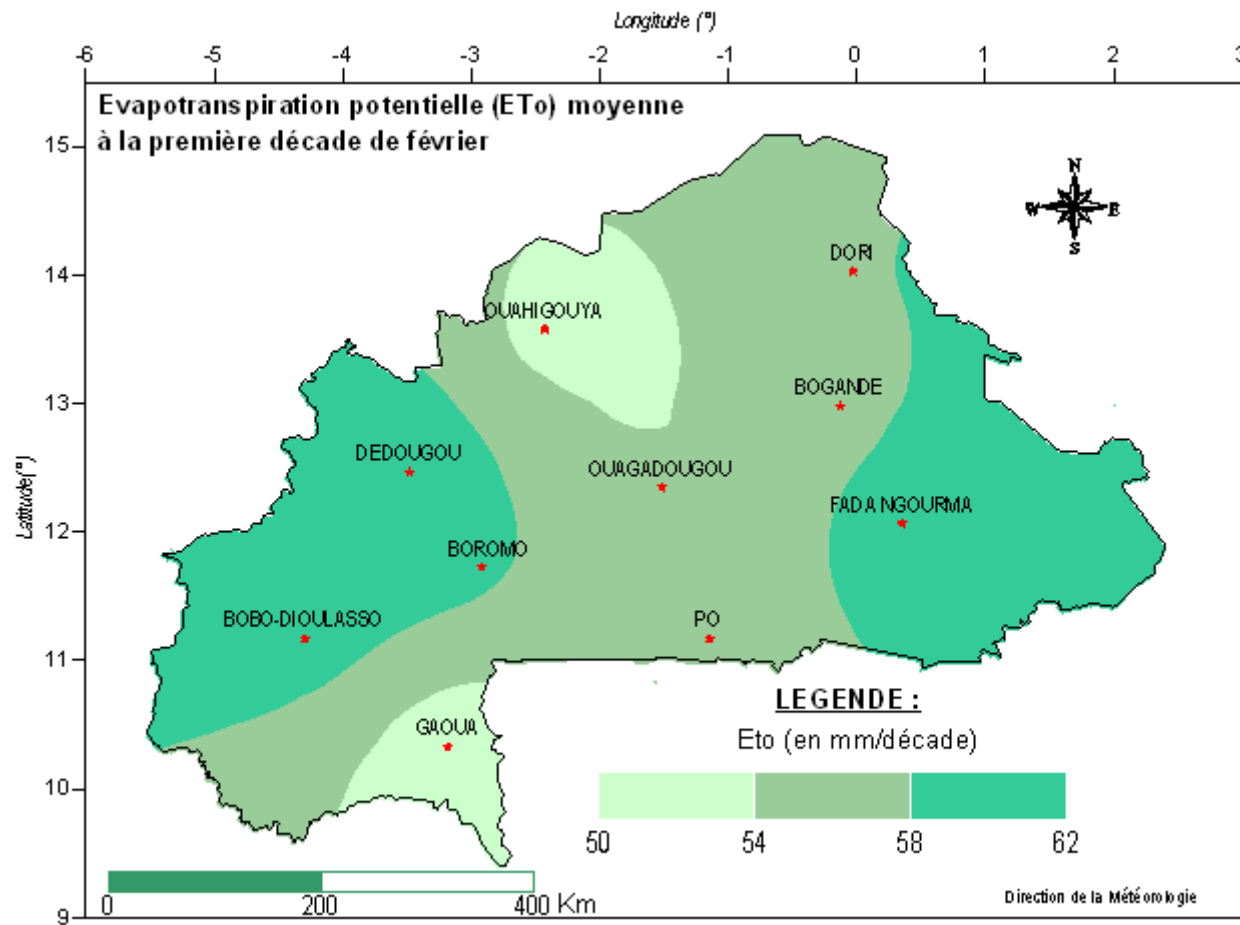 Longitude (°)
-6 -5 -4 -3 -2 -1 0 1 2 3
Evapotranspiration potentielle (ETo) moyenne
à la première décade de février
15
N
W E
S
14
DORI
OUAHIGOUYA
13
BOGANDE
DEDOUGOU
OUAGADOUGOU
Latitude(°)
FADA NGOURMA
12
BOROMO
BOBO-DIOULASSO
PO
11
LEGENDE :
GAOUA
Eto (en mm/décade)
10
50 54 58 62
0 200 400 Km
Direction de la Météorologie
9